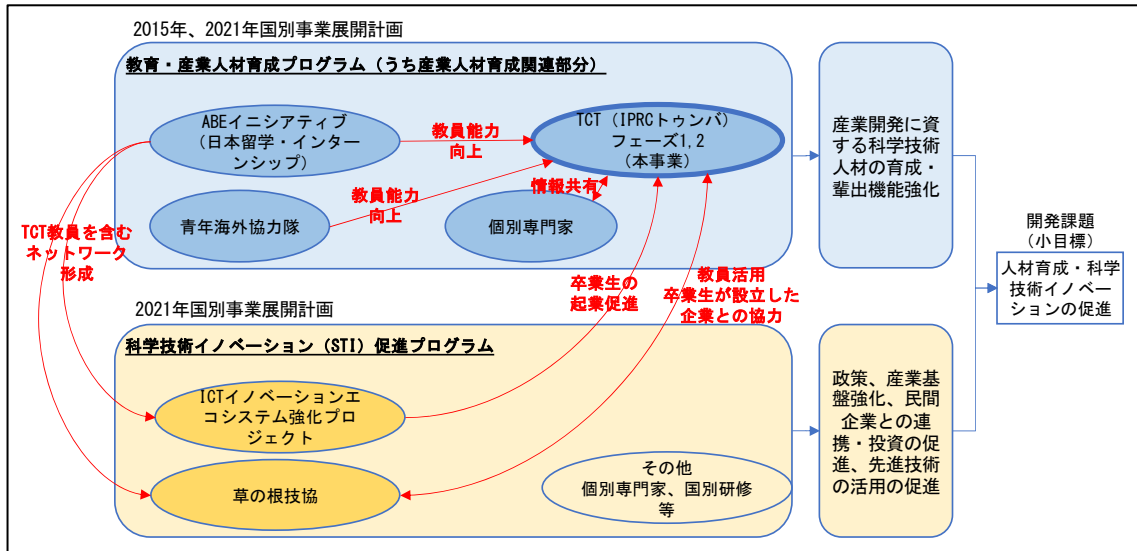 2015年、2021年国別事業展開計画
教育・産業人材育成プログラム（うち産業人材育成関連部分）
ABEイニシアティブ
（日本留学・インター
ンシップ）
教員能力
向上
TCT（IPRCトゥンバ）
フェーズ1,2
（本事業）
産業開発に資
する科学技術
人材の育成・
輩出機能強化
教員能力
向上
情報共有
青年海外協力隊
個別専門家
TCT教員を含む
ネットワーク
形成
開発課題
（小目標）
人材育成・科学
技術イノベー
ションの促進
卒業生の
起業促進
教員活用
卒業生が設立した
企業との協力
2021年国別事業展開計画
科学技術イノベーション（STI）促進プログラム
ICTイノベーションエ
コシステム強化プロ
ジェクト
草の根技協
その他
個別専門家、国別研修
等
政策、産業基
盤強化、民間
企業との連
携・投資の促
進、先進技術
の活用の促進